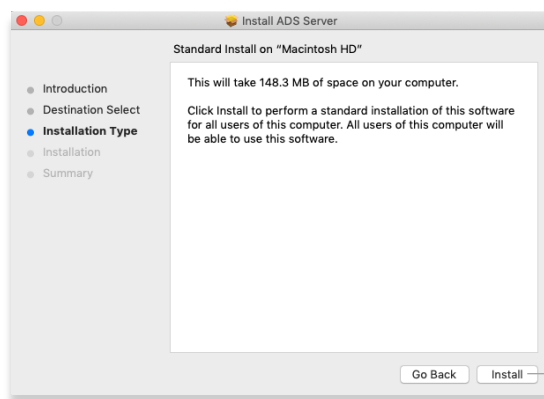 Install ADS Server
Standard Install on “Macintosh HD”
Introduction
Destination Select
Installation Type
Installation
Summary
This will take 148.3 MB of space on your computer.
Click Install to perform a standard installation of this software
for all users of this computer. All users of this computer will
be able to use this software.
Go Back
Install